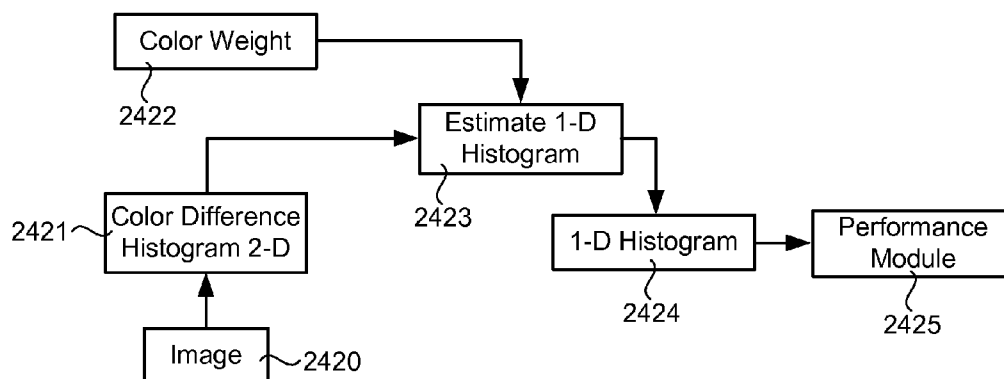 Color Weight
2422
Estimate 1-D
Histogram
2423
2421
Color Difference
Histogram 2-D
1-D Histogram
2424
Performance
Module
2425
Image
2420